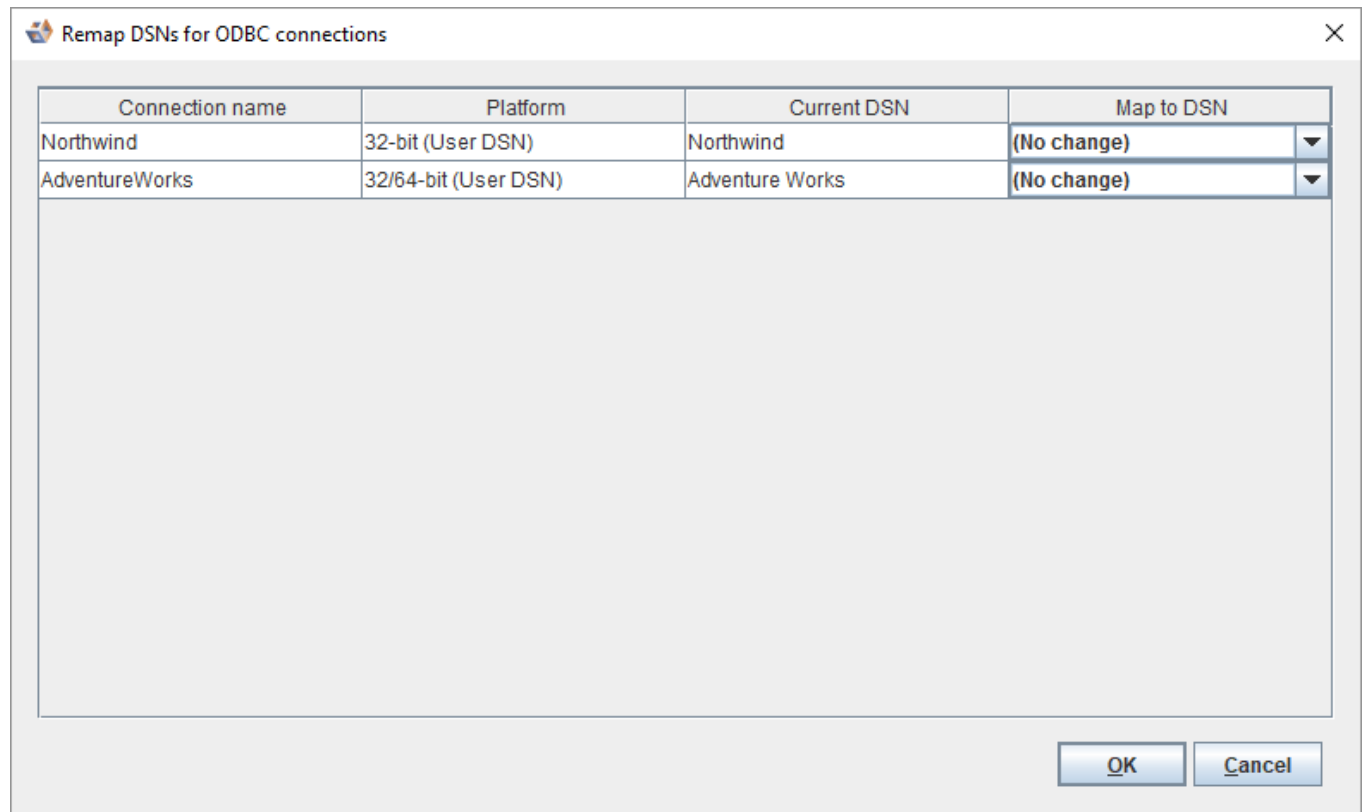 Remap DSNs for ODBC connections
Connection name Platform Current DSN Map to DSN
Northwind 32-bit (User DSN) Northwind (No change)
AdventureWorks 32/64-bit (User DSN) Adventure Works (No change)
OK Cancel